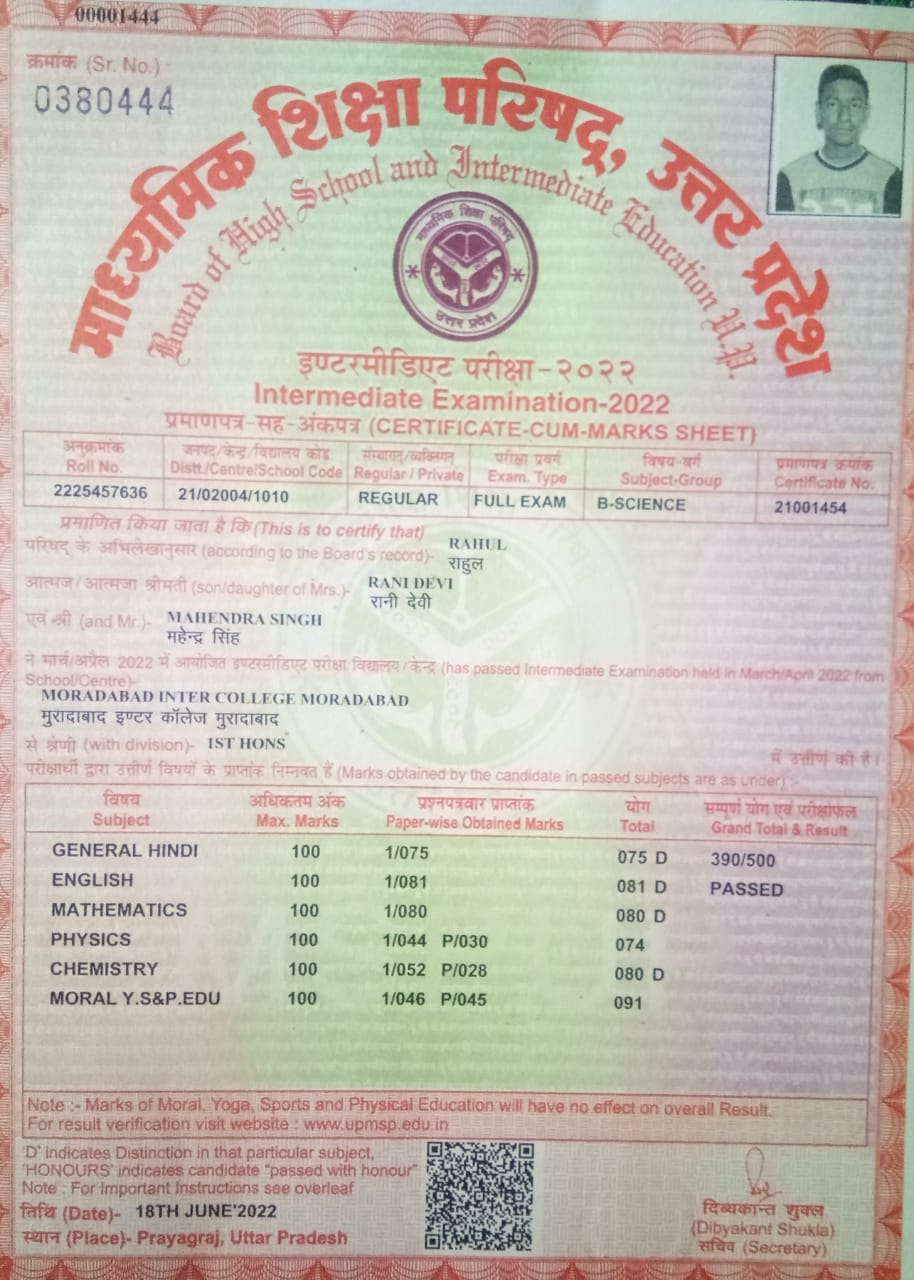 00001444
क्रमांक (Sr. No.) -
0380444
माध्यमिक शिक्षा परिषद्, उत्तर प्रदेश
Board of High School and Intermediate Education U.P.
माध्यमिक शिक्षा परिषद्
उत्तर प्रदेश
इण्टरमीडिएट परीक्षा-२०२२
Intermediate Examination-2022
प्रमाणपत्र-सह-अंकपत्र (CERTIFICATE-CUM-MARKS SHEET)
अनुक्रमांक जनपद/केन्द्र/विद्यालय कोड संस्थागत/व्यक्तिगत परीक्षा प्रवर्ग विषय-वर्ग प्रमाणपत्र क्रमांक
Roll No. Distt./Centre/School Code Regular / Private Exam. Type Subject-Group Certificate No.
2225457636 21/02004/1010 REGULAR FULL EXAM B-SCIENCE 21001454
प्रमाणित किया जाता है कि (This is to certify that)
परिषद् के अभिलेखानुसार (according to the Board's record)- RAHUL
राहुल
आत्मज/आत्मजा श्रीमती (son/daughter of Mrs.)- RANI DEVI
रानी देवी
एवं श्री (and Mr.)- MAHENDRA SINGH
महेन्द्र सिंह
ने मार्च/अप्रैल 2022 में आयोजित इण्टरमीडिएट परीक्षा विद्यालय/केन्द्र (has passed Intermediate Examination held in March/April 2022 from
School/Centre)-
MORADABAD INTER COLLEGE MORADABAD
मुरादाबाद इण्टर कॉलेज मुरादाबाद
से श्रेणी (with division)- 1ST HONS में उत्तीर्ण की है।
परीक्षार्थी द्वारा उत्तीर्ण विषयों के प्राप्तांक निम्नवत हैं (Marks obtained by the candidate in passed subjects are as under) :-
विषय अधिकतम अंक प्रश्नपत्रवार प्राप्तांक योग सम्पूर्ण योग एवं परीक्षाफल
Subject Max. Marks Paper-wise Obtained Marks Total Grand Total & Result
GENERAL HINDI 100 1/075 075 D 390/500
ENGLISH 100 1/081 081 D PASSED
MATHEMATICS 100 1/080 080 D
PHYSICS 100 1/044 P/030 074
CHEMISTRY 100 1/052 P/028 080 D
MORAL Y.S&P.EDU 100 1/046 P/045 091
Note :- Marks of Moral, Yoga, Sports and Physical Education will have no effect on overall Result.
For result verification visit website : www.upmsp.edu.in
'D' indicates Distinction in that particular subject,
'HONOURS' indicates candidate "passed with honour"
Note : For Important Instructions see overleaf
तिथि (Date)- 18TH JUNE'2022
स्थान (Place)- Prayagraj, Uttar Pradesh
दिब्यकान्त शुक्ल
(Dibyakant Shukla)
सचिव (Secretary)